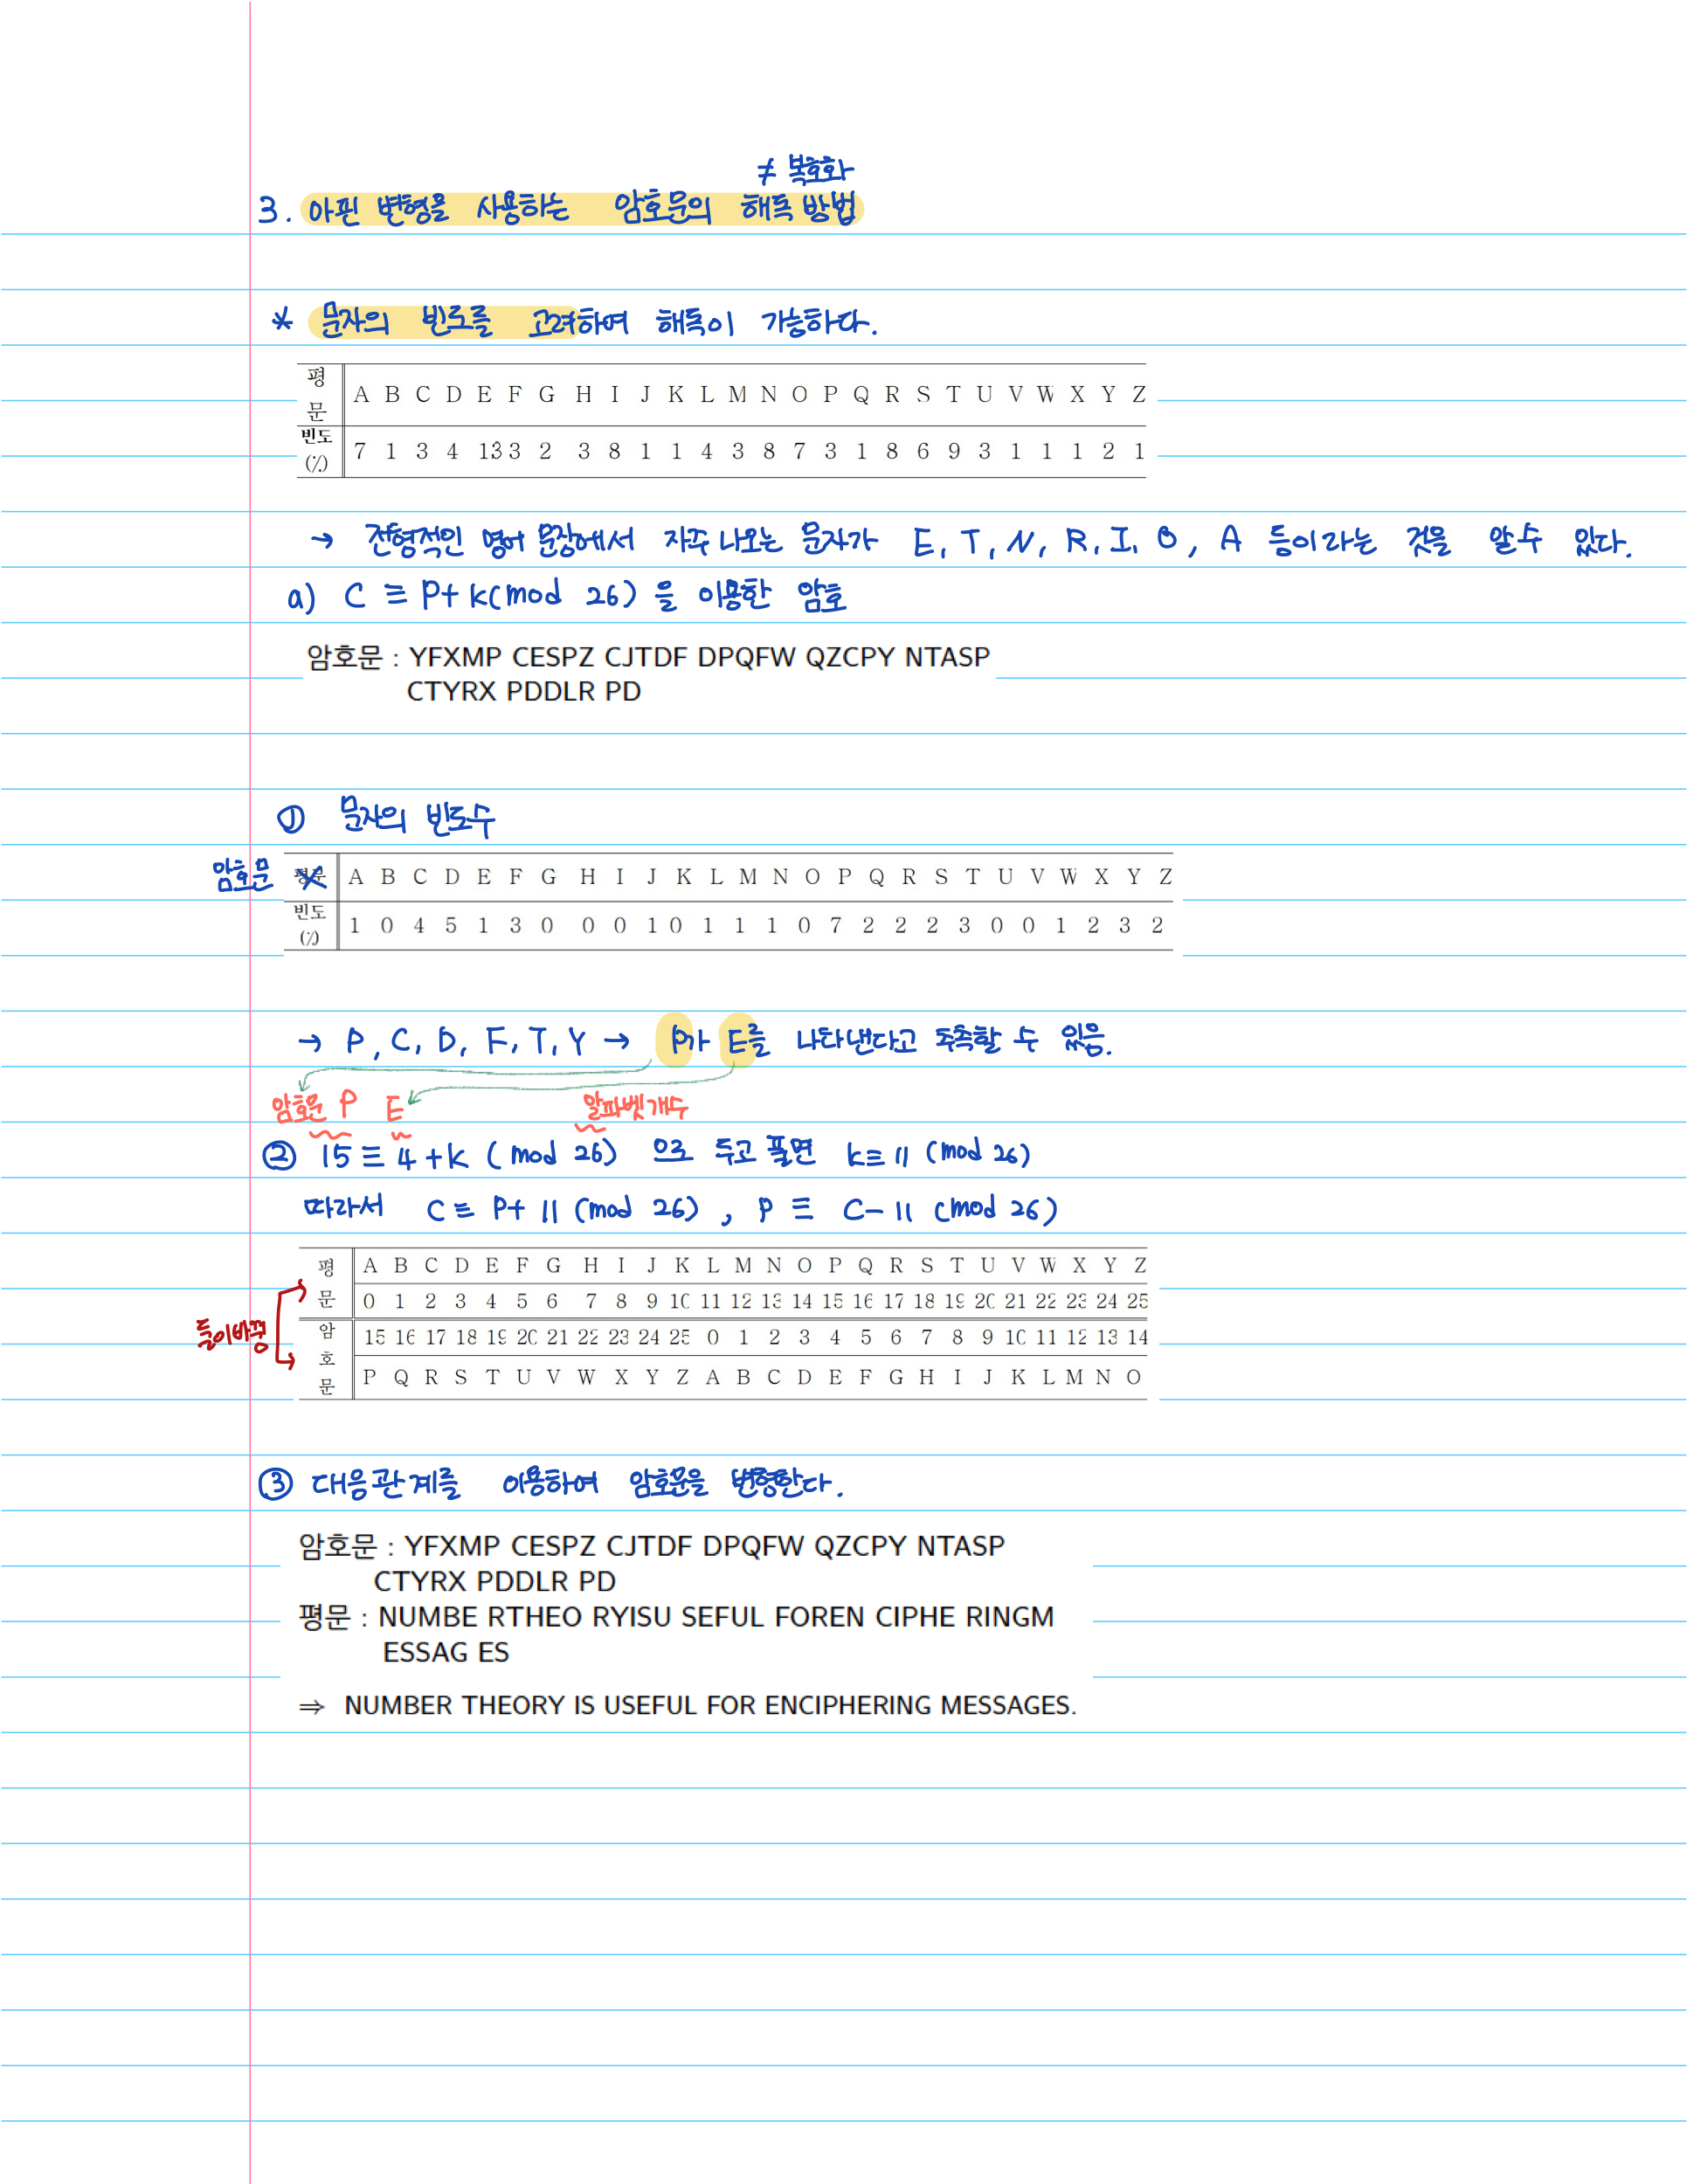 ≠ 복호화
3. 아핀 변형을 사용하는 암호문의 해독 방법
* 문자의 빈도를 고려하여 해독이 가능하다.
평문 A B C D E F G H I J K L M N O P Q R S T U V W X Y Z
빈도(%) 7 1 3 4 13 3 2 3 8 1 1 4 3 8 7 3 1 8 6 9 3 1 1 1 2 1
→ 전형적인 영어 문장에서 자주 나오는 문자가 E, T, N, R, I, O, A 등이라는 것을 알 수 있다.
a) C ≡ P+k(mod 26)을 이용한 암호
암호문 : YFXMP CESPZ CJTDF DPQFW QZCPY NTASP
CTYRX PDDLR PD
① 문자의 빈도수
암호문 평문 A B C D E F G H I J K L M N O P Q R S T U V W X Y Z
빈도(%) 1 0 4 5 1 3 0 0 0 1 0 1 1 1 0 7 2 2 2 3 0 0 1 2 3 2
→ P, C, D, F, T, Y → P가 E를 나타낸다고 추측할 수 있음.
암호문 P E 알파벳 개수
② 15 ≡ 4+k (mod 26) 으로 두고 풀면 k≡11 (mod 26)
따라서 C ≡ P+11 (mod 26), P ≡ C-11 (mod 26)
평문 A B C D E F G H I J K L M N O P Q R S T U V W X Y Z
0 1 2 3 4 5 6 7 8 9 10 11 12 13 14 15 16 17 18 19 20 21 22 23 24 25
둘이 바뀜
암호문 15 16 17 18 19 20 21 22 23 24 25 0 1 2 3 4 5 6 7 8 9 10 11 12 13 14
P Q R S T U V W X Y Z A B C D E F G H I J K L M N O
③ 대응관계를 이용하여 암호문을 변형한다.
암호문 : YFXMP CESPZ CJTDF DPQFW QZCPY NTASP
CTYRX PDDLR PD
평문 : NUMBE RTHEO RYISU SEFUL FOREN CIPHE RINGM
ESSAG ES
⇒ NUMBER THEORY IS USEFUL FOR ENCIPHERING MESSAGES.